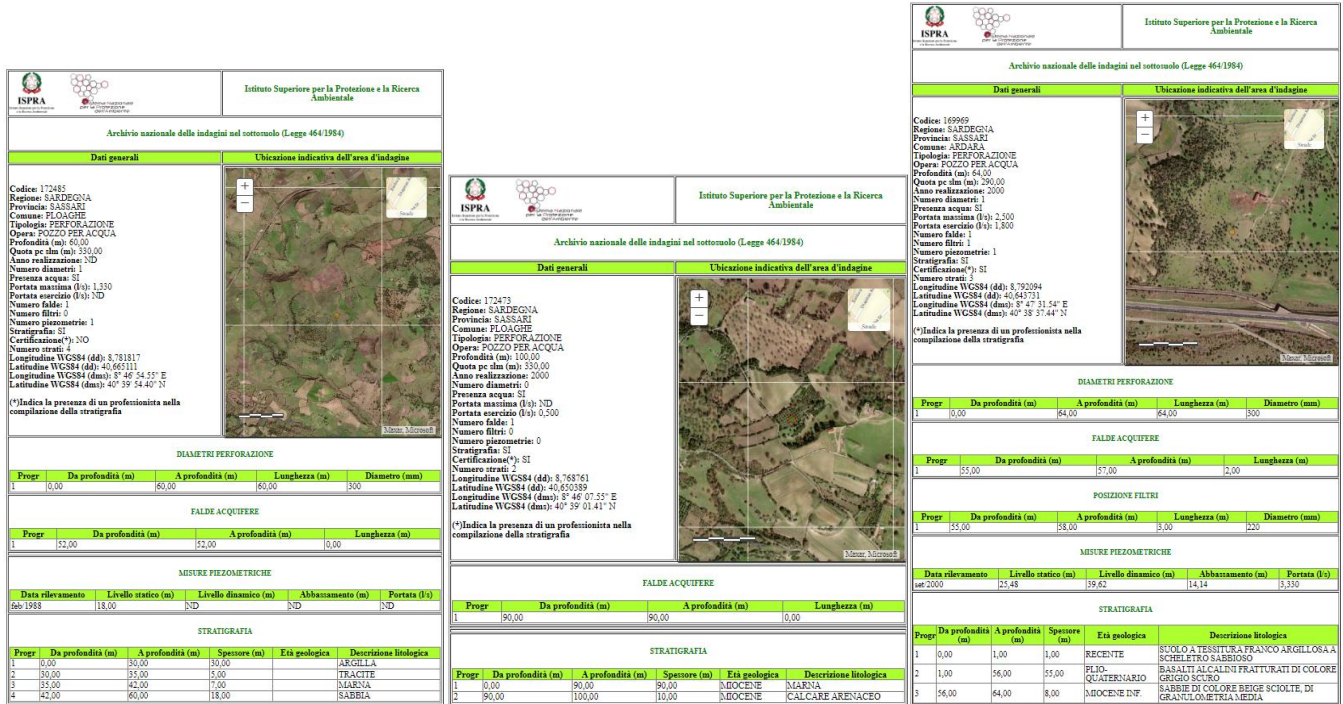 ISPRA
Istituto Superiore per la Protezione e la Ricerca
Ambientale
Archivio nazionale delle indagini nel sottosuolo (Legge 464/1984)
Dati generali Ubicazione indicativa dell'area d'indagine
Codice: 172485
Regione: SARDEGNA
Provincia: SASSARI
Comune: PLOAGHE
Tipologia: PERFORAZIONE
Opera: POZZO PER ACQUA
Profondità (m): 60,00
Quota pc slm (m): 330,00
Anno realizzazione: ND
Numero diametri: 1
Presenza acqua: SI
Portata massima (l/s): 1,330
Portata esercizio (l/s): ND
Numero falde: 1
Numero filtri: 0
Numero piezometrie: 1
Stratigrafia: SI
Certificazione(*): NO
Numero strati: 4
Longitudine WGS84 (dd): 8,781817
Latitudine WGS84 (dd): 40,665111
Longitudine WGS84 (dms): 8° 46' 54.55" E
Latitudine WGS84 (dms): 40° 39' 54.40" N
(*)Indica la presenza di un professionista nella
compilazione della stratigrafia
+
−
Strade
Maxar, Microsoft
DIAMETRI PERFORAZIONE
Progr Da profondità (m) A profondità (m) Lunghezza (m) Diametro (mm)
1 0,00 60,00 60,00 300
FALDE ACQUIFERE
Progr Da profondità (m) A profondità (m) Lunghezza (m)
1 52,00 52,00 0,00
MISURE PIEZOMETRICHE
Data rilevamento Livello statico (m) Livello dinamico (m) Abbassamento (m) Portata (l/s)
feb/1988 18,00 ND ND ND
STRATIGRAFIA
Progr Da profondità (m) A profondità (m) Spessore (m) Età geologica Descrizione litologica
1 0,00 30,00 30,00 ARGILLA
2 30,00 35,00 5,00 TRACITE
3 35,00 42,00 7,00 MARNA
4 42,00 60,00 18,00 SABBIA
ISPRA
Istituto Superiore per la Protezione e la Ricerca
Ambientale
Archivio nazionale delle indagini nel sottosuolo (Legge 464/1984)
Dati generali Ubicazione indicativa dell'area d'indagine
Codice: 172473
Regione: SARDEGNA
Provincia: SASSARI
Comune: PLOAGHE
Tipologia: PERFORAZIONE
Opera: POZZO PER ACQUA
Profondità (m): 100,00
Quota pc slm (m): 330,00
Anno realizzazione: 2000
Numero diametri: 0
Presenza acqua: SI
Portata massima (l/s): ND
Portata esercizio (l/s): 0,500
Numero falde: 1
Numero filtri: 0
Numero piezometrie: 0
Stratigrafia: SI
Certificazione(*): SI
Numero strati: 2
Longitudine WGS84 (dd): 8,768761
Latitudine WGS84 (dd): 40,650389
Longitudine WGS84 (dms): 8° 46' 07.55" E
Latitudine WGS84 (dms): 40° 39' 01.41" N
(*)Indica la presenza di un professionista nella
compilazione della stratigrafia
+
−
Strade
Maxar, Microsoft
FALDE ACQUIFERE
Progr Da profondità (m) A profondità (m) Lunghezza (m)
1 90,00 90,00 0,00
STRATIGRAFIA
Progr Da profondità (m) A profondità (m) Spessore (m) Età geologica Descrizione litologica
1 0,00 90,00 90,00 MIOCENE MARNA
2 90,00 100,00 10,00 MIOCENE CALCARE ARENACEO
ISPRA
Istituto Superiore per la Protezione e la Ricerca
Ambientale
Archivio nazionale delle indagini nel sottosuolo (Legge 464/1984)
Dati generali Ubicazione indicativa dell'area d'indagine
Codice: 169969
Regione: SARDEGNA
Provincia: SASSARI
Comune: ARDARA
Tipologia: PERFORAZIONE
Opera: POZZO PER ACQUA
Profondità (m): 64,00
Quota pc slm (m): 290,00
Anno realizzazione: 2000
Numero diametri: 1
Presenza acqua: SI
Portata massima (l/s): 2,500
Portata esercizio (l/s): 1,800
Numero falde: 1
Numero filtri: 1
Numero piezometrie: 1
Stratigrafia: SI
Certificazione(*): SI
Numero strati: 3
Longitudine WGS84 (dd): 8,792094
Latitudine WGS84 (dd): 40,643731
Longitudine WGS84 (dms): 8° 47' 31.54" E
Latitudine WGS84 (dms): 40° 38' 37.44" N
(*)Indica la presenza di un professionista nella
compilazione della stratigrafia
+
−
Strade
Maxar, Microsoft
DIAMETRI PERFORAZIONE
Progr Da profondità (m) A profondità (m) Lunghezza (m) Diametro (mm)
1 0,00 64,00 64,00 300
FALDE ACQUIFERE
Progr Da profondità (m) A profondità (m) Lunghezza (m)
1 55,00 57,00 2,00
POSIZIONE FILTRI
Progr Da profondità (m) A profondità (m) Lunghezza (m) Diametro (mm)
1 55,00 58,00 3,00 220
MISURE PIEZOMETRICHE
Data rilevamento Livello statico (m) Livello dinamico (m) Abbassamento (m) Portata (l/s)
set/2000 25,48 39,62 14,14 3,330
STRATIGRAFIA
Progr Da profondità (m) A profondità (m) Spessore (m) Età geologica Descrizione litologica
1 0,00 1,00 1,00 RECENTE SUOLO A TESSITURA FRANCO ARGILLOSA A SCHELETRO SABBIOSO
2 1,00 56,00 55,00 PLIO-QUATERNARIO BASALTI ALCALINI FRATTURATI DI COLORE GRIGIO SCURO
3 56,00 64,00 8,00 MIOCENE INF. SABBIE DI COLORE BEIGE SCIOLTE, DI GRANULOMETRIA MEDIA